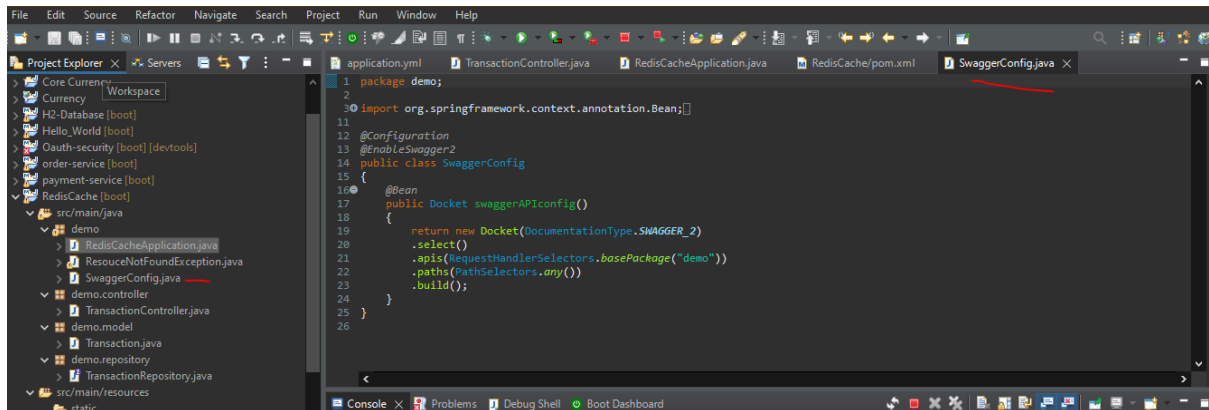 File Edit Source Refactor Navigate Search Project Run Window Help
Project Explorer Servers
application.yml TransactionController.java RedisCacheApplication.java RedisCache/pom.xml SwaggerConfig.java
Core Currency
Workspace
Currency
H2-Database [boot]
Hello_World [boot]
Oauth-security [boot] [devtools]
order-service [boot]
payment-service [boot]
RedisCache [boot]
src/main/java
demo
RedisCacheApplication.java
ResouceNotFoundException.java
SwaggerConfig.java
demo.controller
TransactionController.java
demo.model
Transaction.java
demo.repository
TransactionRepository.java
src/main/resources
static
1 package demo;
2
3 import org.springframework.context.annotation.Bean;
11
12 @Configuration
13 @EnableSwagger2
14 public class SwaggerConfig
15 {
16 @Bean
17 public Docket swaggerAPIconfig()
18 {
19 return new Docket(DocumentationType.SWAGGER_2)
20 .select()
21 .apis(RequestHandlerSelectors.basePackage("demo"))
22 .paths(PathSelectors.any())
23 .build();
24 }
25 }
26
Console Problems Debug Shell Boot Dashboard